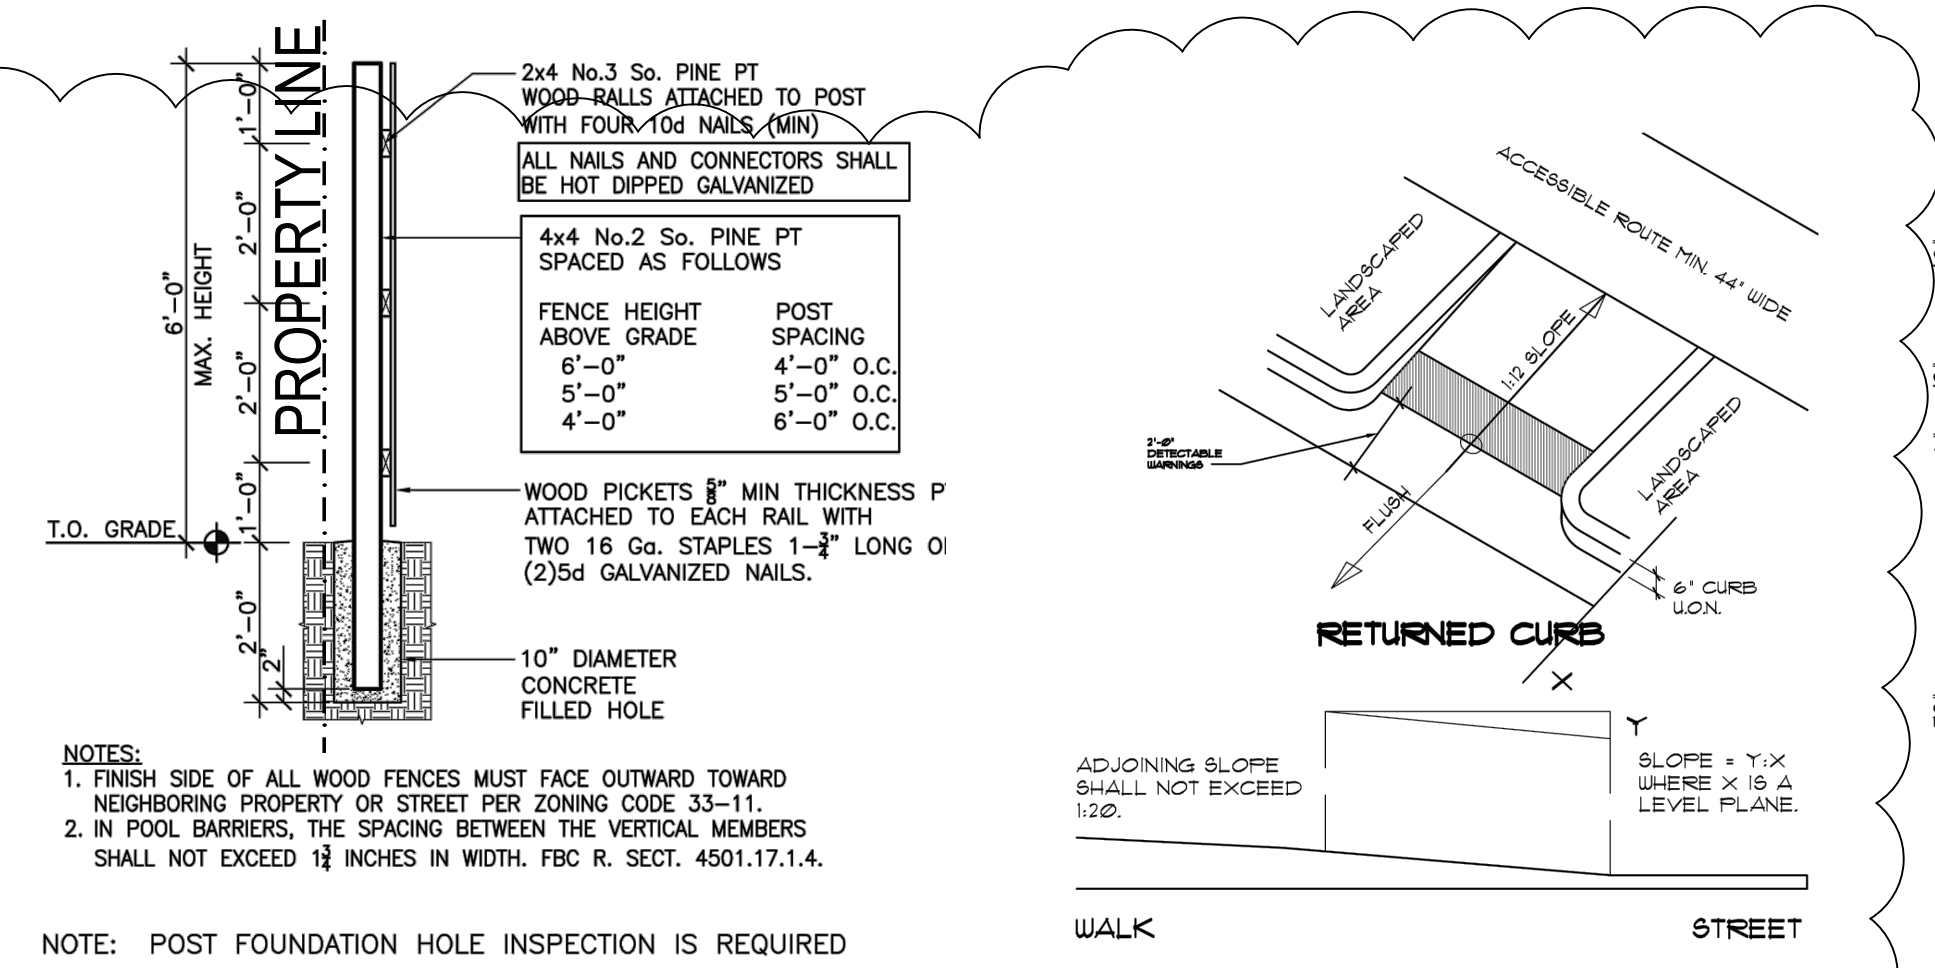 PROPERTY LINE
6'-0"
MAX. HEIGHT
1'-0"
2'-0"
2'-0"
1'-0"
2'-0"
2"
T.O. GRADE
2x4 No.3 So. PINE PT
WOOD RALLS ATTACHED TO POST
WITH FOUR 10d NAILS (MIN)
ALL NAILS AND CONNECTORS SHALL
BE HOT DIPPED GALVANIZED
4x4 No.2 So. PINE PT
SPACED AS FOLLOWS
FENCE HEIGHT POST
ABOVE GRADE SPACING
6'-0" 4'-0" O.C.
5'-0" 5'-0" O.C.
4'-0" 6'-0" O.C.
WOOD PICKETS 5/8" MIN THICKNESS
ATTACHED TO EACH RAIL WITH
TWO 16 Ga. STAPLES 1-3/4" LONG
(2)5d GALVANIZED NAILS.
10" DIAMETER
CONCRETE
FILLED HOLE
NOTES:
1. FINISH SIDE OF ALL WOOD FENCES MUST FACE OUTWARD TOWARD
NEIGHBORING PROPERTY OR STREET PER ZONING CODE 33-11.
2. IN POOL BARRIERS, THE SPACING BETWEEN THE VERTICAL MEMBERS
SHALL NOT EXCEED 1 3/4 INCHES IN WIDTH. FBC R. SECT. 4501.17.1.4.
NOTE: POST FOUNDATION HOLE INSPECTION IS REQUIRED
ACCESSIBLE ROUTE MIN. 44" WIDE
LANDSCAPED
AREA
1:12 SLOPE
2'-0"
DETECTABLE
WARNINGS
FLUSH
LANDSCAPED
AREA
6" CURB
U.O.N.
RETURNED CURB
X
Y
ADJOINING SLOPE
SHALL NOT EXCEED
1:20.
SLOPE = Y:X
WHERE X IS A
LEVEL PLANE.
WALK
STREET